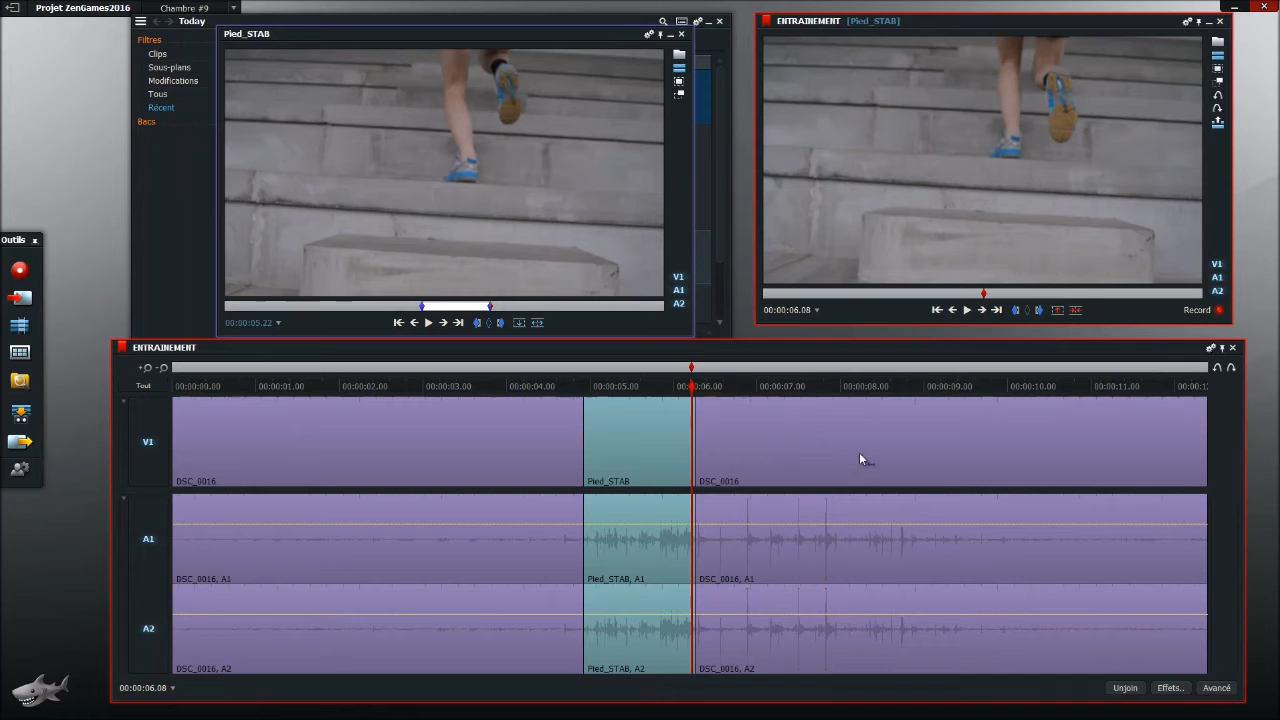 Projet ZenGames2016
Chambre #9
Today
Filtres
Clips
Sous-plans
Modifications
Tous
Récent
Bacs
Pied_STAB
V1
A1
A2
00:00:05.22
ENTRAINEMENT [Pied_STAB]
V1
A1
A2
00:00:06.08
Record
Outils
ENTRAINEMENT
Tout
00:00:00.00
00:00:01.00
00:00:02.00
00:00:03.00
00:00:04.00
00:00:05.00
00:00:06.00
00:00:07.00
00:00:08.00
00:00:09.00
00:00:10.00
00:00:11.00
00:00:1
V1
DSC_0016
Pied_STAB
DSC_0016
A1
DSC_0016, A1
Pied_STAB, A1
DSC_0016, A1
A2
DSC_0016, A2
Pied_STAB, A2
DSC_0016, A2
00:00:06.08
Unjoin
Effets..
Avancé